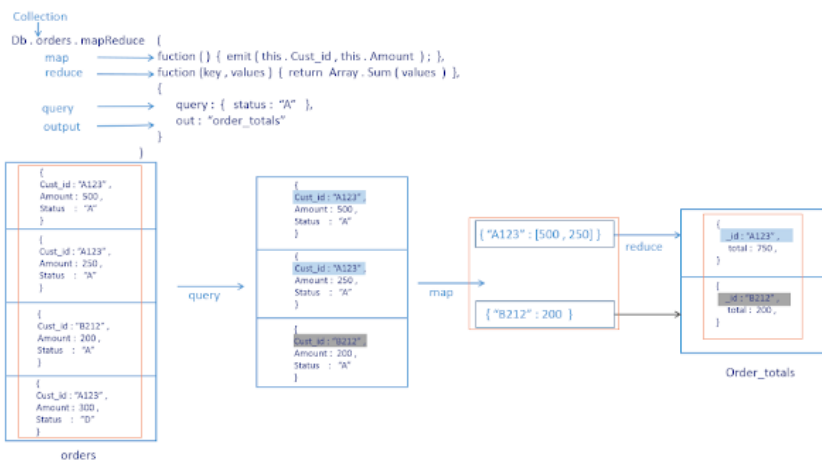 Collection
Db . orders . mapReduce (
map
fuction ( ) { emit ( this . Cust_id , this . Amount ) ; },
reduce
fuction (key , values ) { return Array . Sum ( values ) },
{
query
query : { status : “A” },
output
out : “order_totals”
}
)
{
Cust_id : “A123” ,
Amount : 500 ,
Status : “A”
}
{
Cust_id : “A123” ,
Amount : 250 ,
Status : “A”
}
{
Cust_id : “B212” ,
Amount : 200 ,
Status : “A”
}
{
Cust_id : “A123” ,
Amount : 300 ,
Status : “D”
}
orders
query
{
Cust_id : “A123” ,
Amount : 500 ,
Status : “A”
}
{
Cust_id : “A123” ,
Amount : 250 ,
Status : “A”
}
{
Cust_id : “B212” ,
Amount : 200 ,
Status : “A”
}
map
{ “A123” : [500 , 250] }
{ “B212” : 200 }
reduce
{
_id : “A123” ,
total : 750 ,
}
{
_id : “B212” ,
total : 200 ,
}
Order_totals